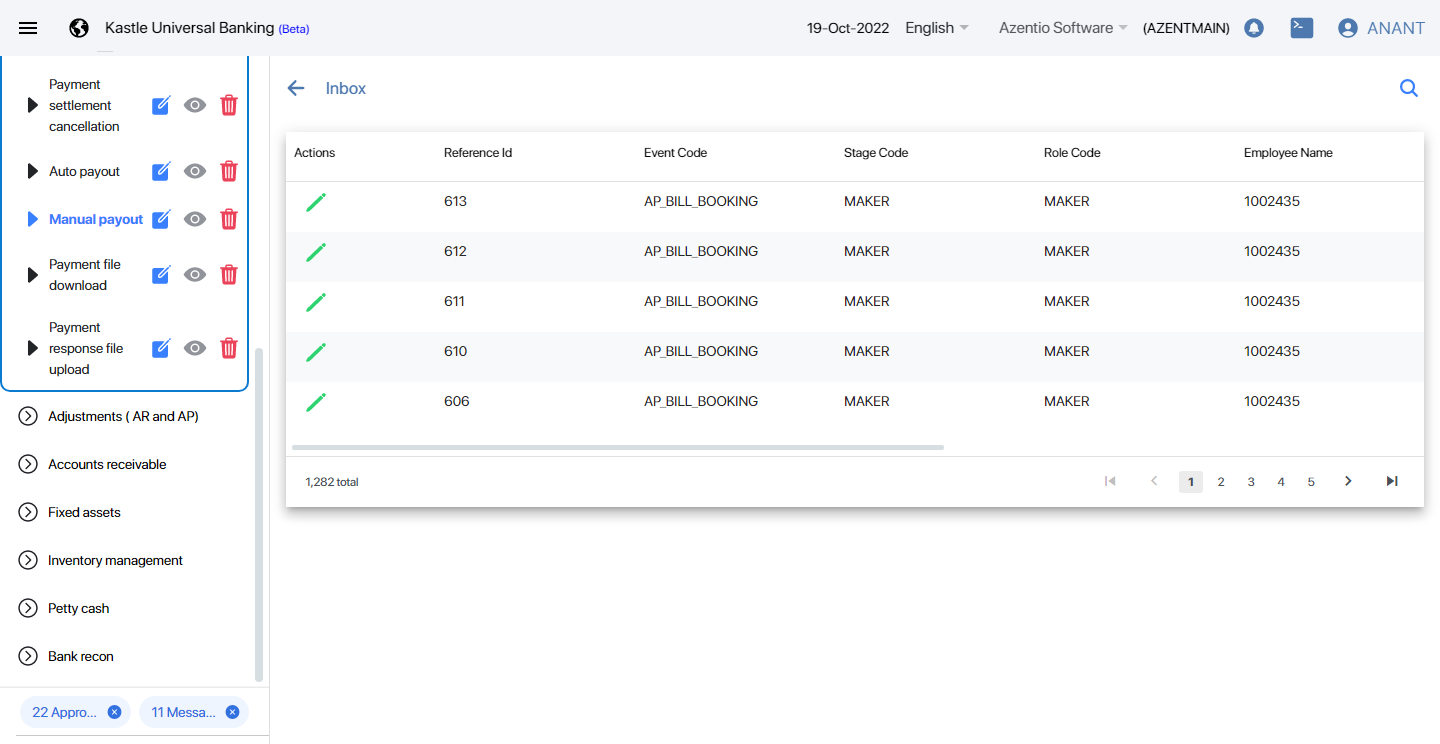 Kastle Universal Banking (Beta)
19-Oct-2022 English Azentio Software (AZENTMAIN) ANANT
Payment
settlement
cancellation
Auto payout
Manual payout
Payment file
download
Payment
response file
upload
Adjustments ( AR and AP)
Accounts receivable
Fixed assets
Inventory management
Petty cash
Bank recon
22 Appro... 11 Messa...
Inbox
Actions Reference Id Event Code Stage Code Role Code Employee Name
613 AP_BILL_BOOKING MAKER MAKER 1002435
612 AP_BILL_BOOKING MAKER MAKER 1002435
611 AP_BILL_BOOKING MAKER MAKER 1002435
610 AP_BILL_BOOKING MAKER MAKER 1002435
606 AP_BILL_BOOKING MAKER MAKER 1002435
1,282 total 1 2 3 4 5